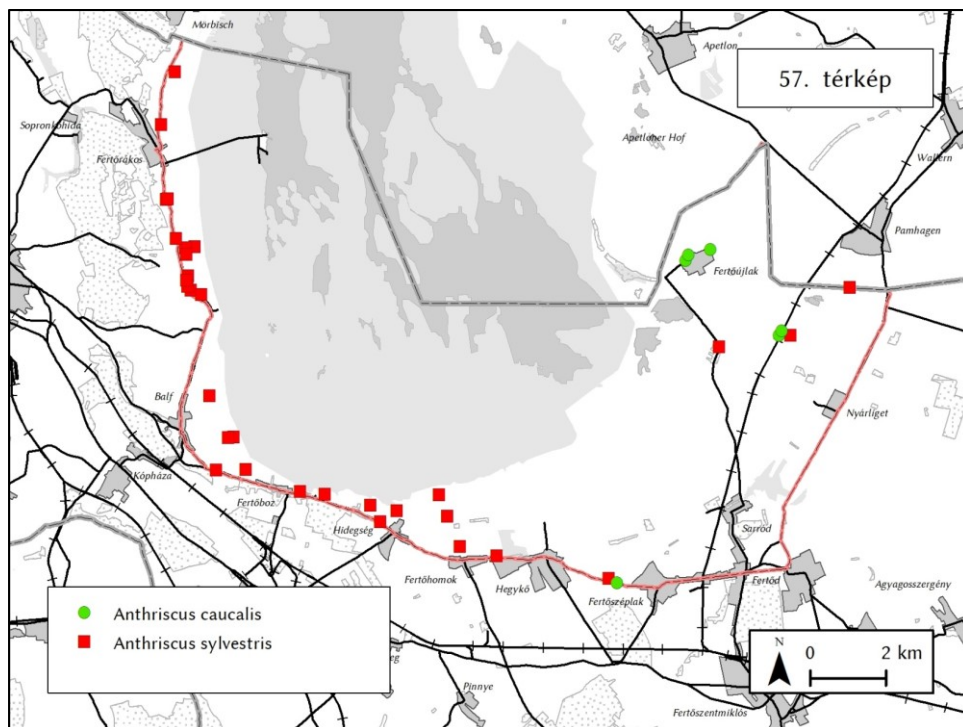 Mörbisch
Apetlon
57. térkép
Sopronkőhida
Apetloner Hof
Fertőrákos
Wallern
Pamhagen
Fertőújlak
Balf
Nyárliget
Kópháza
Fertőboz
Hidegség
Sarród
Fertőhomok
Hegykő
Fertőszéplak
Fertőd
Agyagosszergény
Anthriscus caucalis
Anthriscus sylvestris
N
0 2 km
Pinnye
Fertőszentmiklós